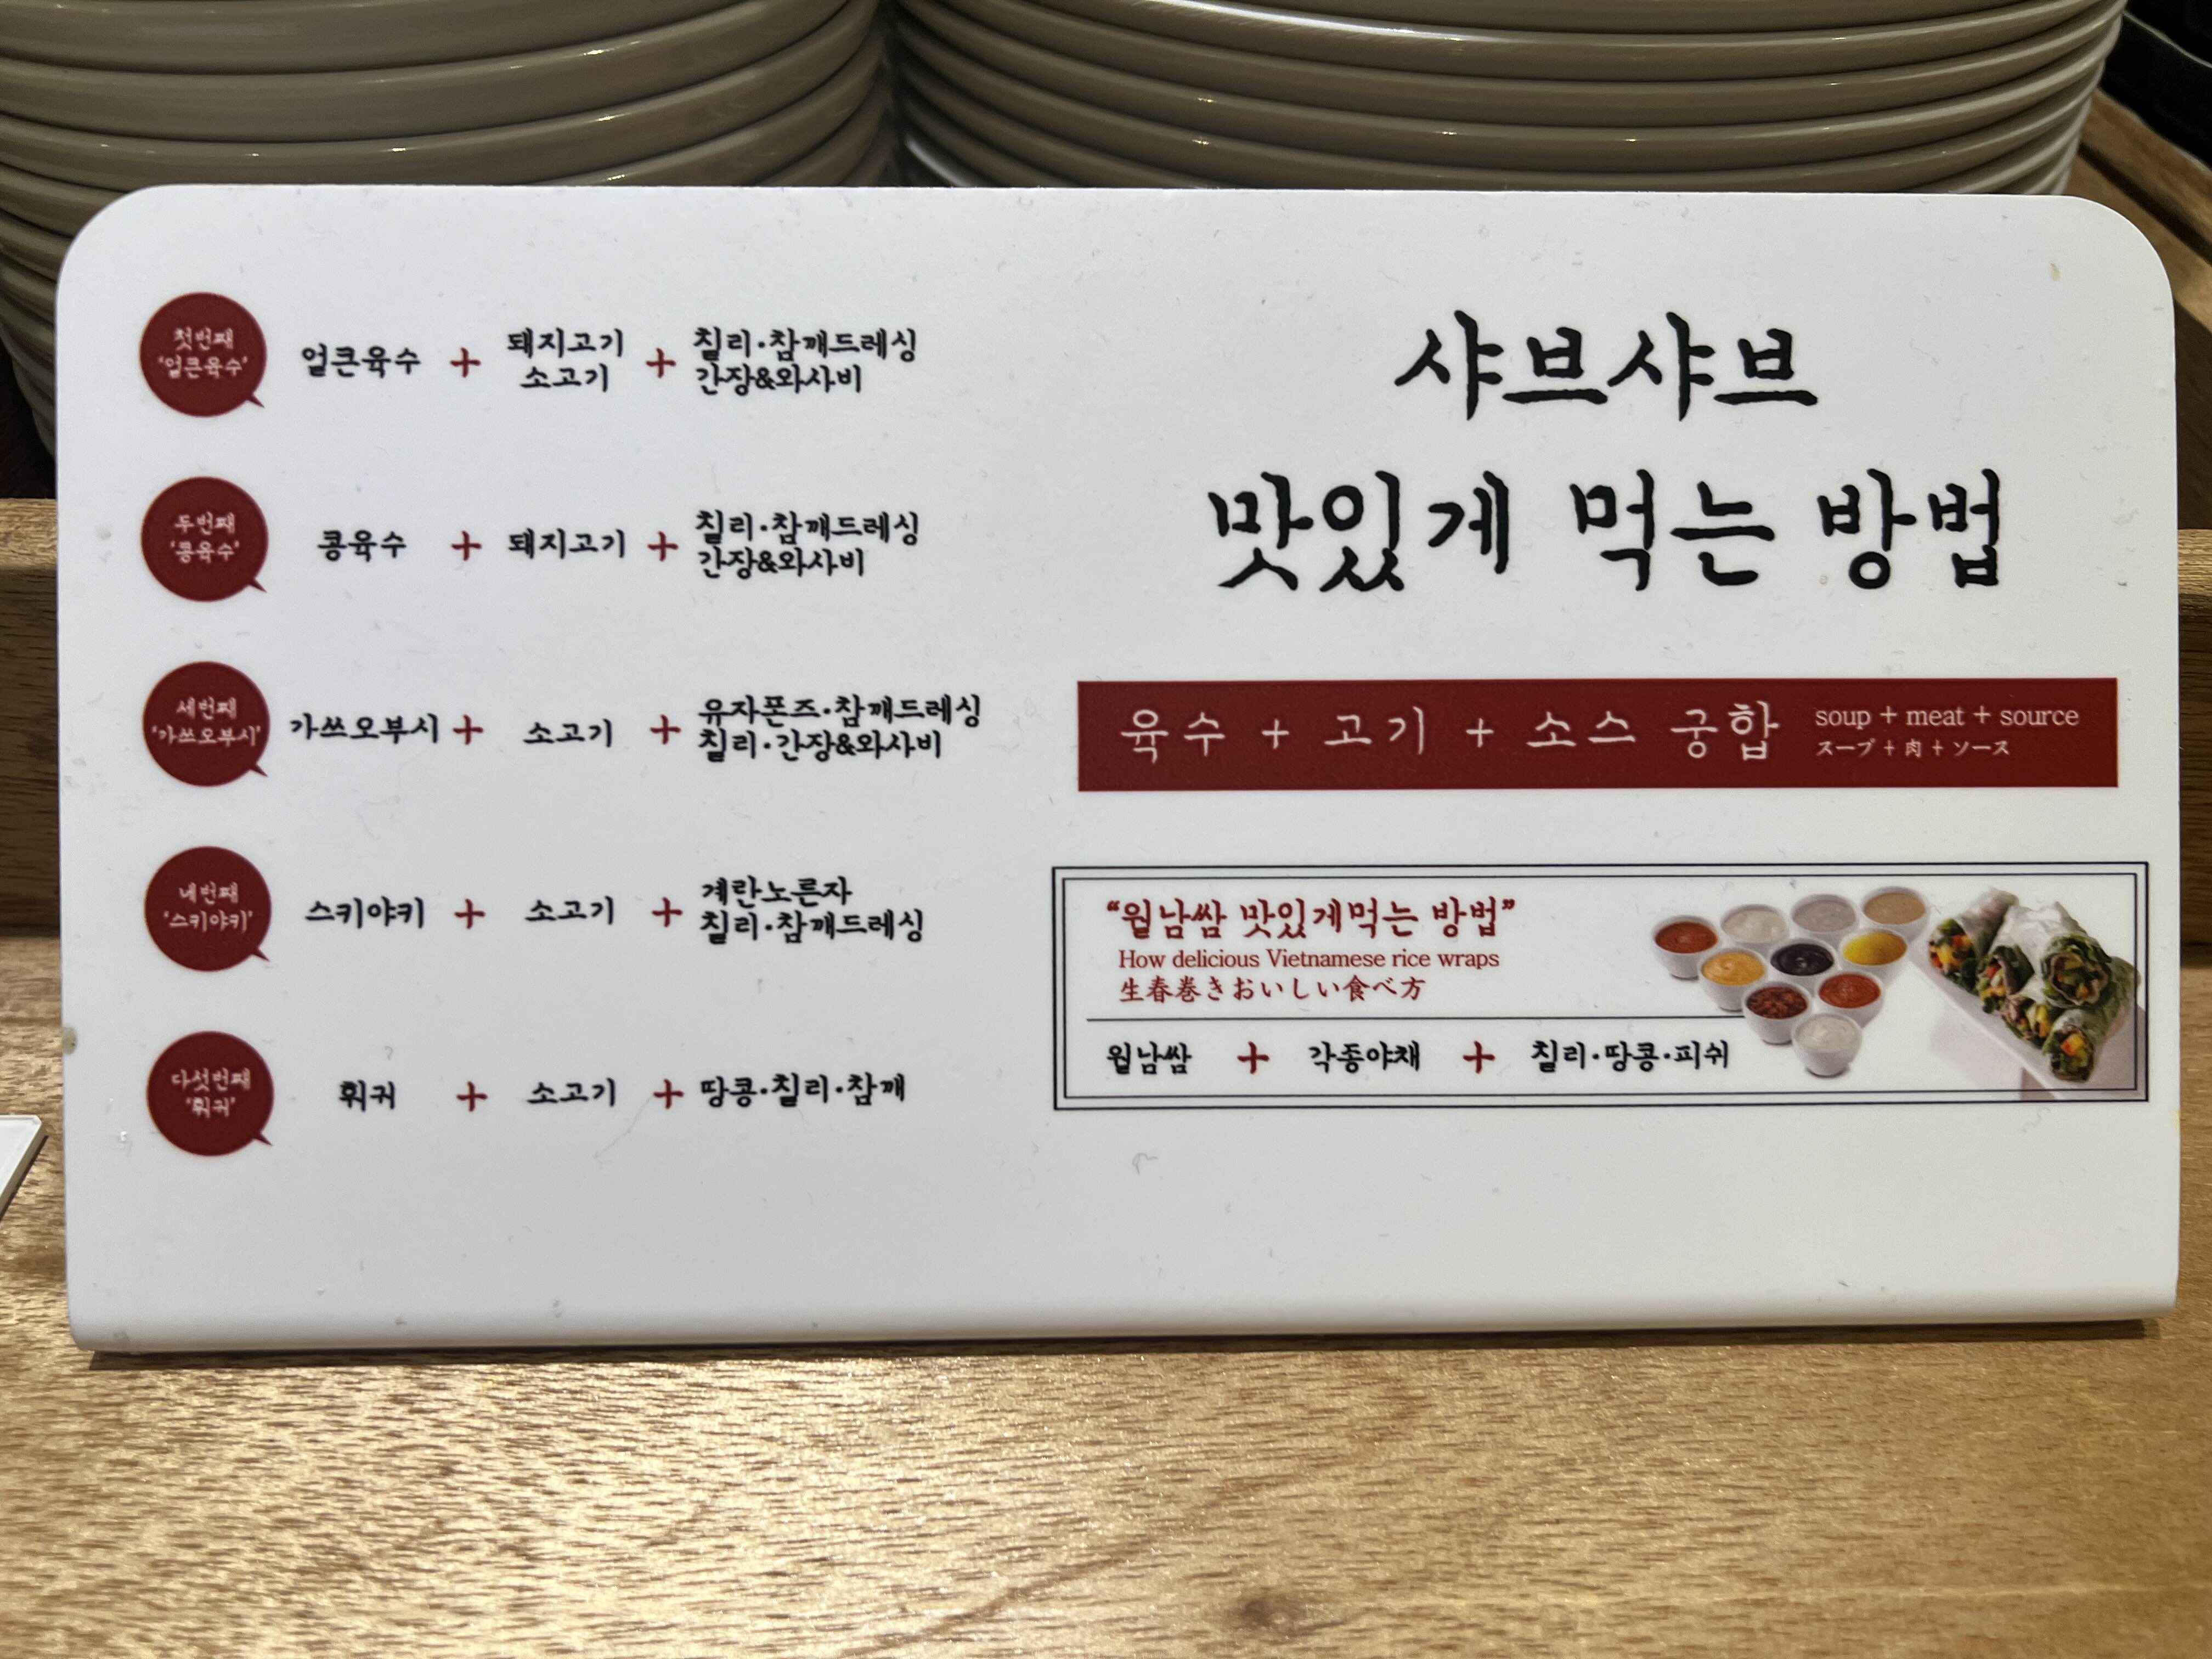 첫번째
'얼큰육수'
얼큰육수 + 돼지고기 소고기 + 칠리·참깨드레싱 간장&와사비
두번째
'콩육수'
콩육수 + 돼지고기 + 칠리·참깨드레싱 간장&와사비
세번째
'가쓰오부시'
가쓰오부시 + 소고기 + 유자폰즈·참깨드레싱 칠리·간장&와사비
네번째
'스키야키'
스키야키 + 소고기 + 계란노른자 칠리·참깨드레싱
다섯번째
'훠궈'
훠궈 + 소고기 + 땅콩·칠리·참깨
샤브샤브
맛있게 먹는 방법
육수 + 고기 + 소스 궁합
soup + meat + source
スープ + 肉 + ソース
“월남쌈 맛있게먹는 방법”
How delicious Vietnamese rice wraps
生春巻きおいしい食べ方
월남쌈 + 각종야채 + 칠리·땅콩·피쉬